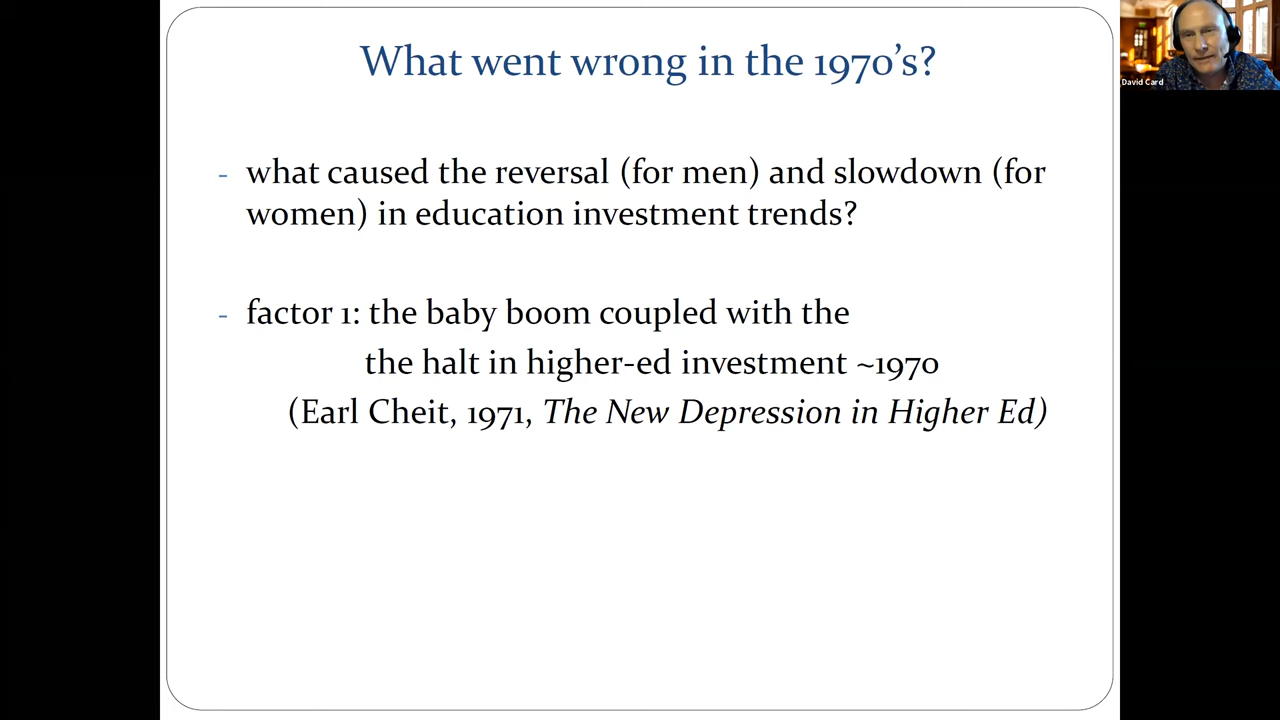 What went wrong in the 1970's?
David Card
- what caused the reversal (for men) and slowdown (for
women) in education investment trends?
- factor 1: the baby boom coupled with the
the halt in higher-ed investment ~1970
(Earl Cheit, 1971, The New Depression in Higher Ed)